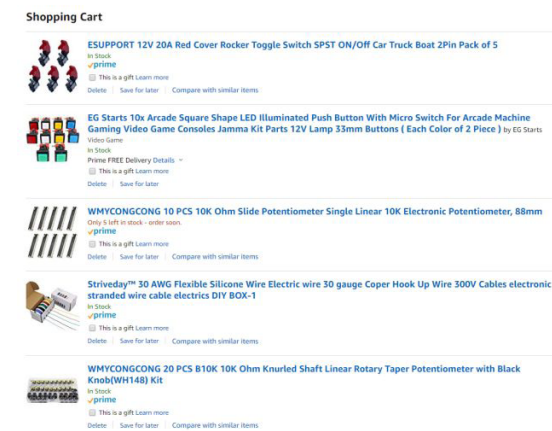 Shopping Cart
ESUPPORT 12V 20A Red Cover Rocker Toggle Switch SPST ON/Off Car Truck Boat 2Pin Pack of 5
In Stock
prime
This is a gift Learn more
Delete Save for later Compare with similar items
EG Starts 10x Arcade Square Shape LED Illuminated Push Button With Micro Switch For Arcade Machine
Gaming Video Game Consoles Jamma Kit Parts 12V Lamp 33mm Buttons ( Each Color of 2 Piece ) by EG Starts
Video Game
In Stock
Prime FREE Delivery Details
This is a gift Learn more
Delete Save for later
WMYCONGCONG 10 PCS 10K Ohm Slide Potentiometer Single Linear 10K Electronic Potentiometer, 88mm
Only 5 left in stock - order soon.
prime
This is a gift Learn more
Delete Save for later Compare with similar items
Striveday™ 30 AWG Flexible Silicone Wire Electric wire 30 gauge Coper Hook Up Wire 300V Cables electronic
stranded wire cable electrics DIY BOX-1
In Stock
prime
This is a gift Learn more
Delete Save for later Compare with similar items
WMYCONGCONG 20 PCS B10K 10K Ohm Knurled Shaft Linear Rotary Taper Potentiometer with Black
Knob(WH148) Kit
In Stock
prime
This is a gift Learn more
Delete Save for later Compare with similar items